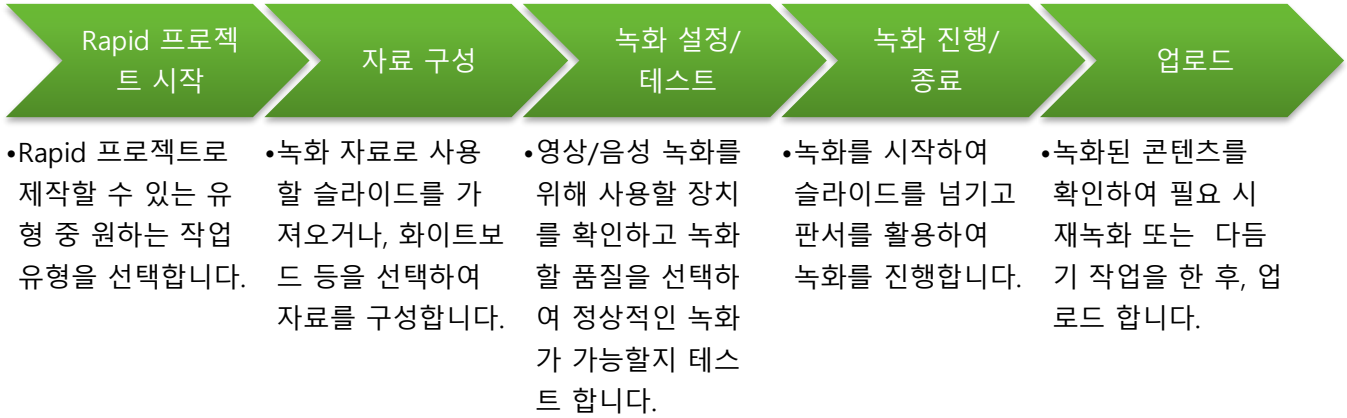 Rapid 프로젝
트 시작
자료 구성
녹화 설정/
테스트
녹화 진행/
종료
업로드
•Rapid 프로젝트로
제작할 수 있는 유
형 중 원하는 작업
유형을 선택합니다.
•녹화 자료로 사용
할 슬라이드를 가
져오거나, 화이트보
드 등을 선택하여
자료를 구성합니다.
•영상/음성 녹화를
위해 사용할 장치
를 확인하고 녹화
할 품질을 선택하
여 정상적인 녹화
가 가능할지 테스
트 합니다.
•녹화를 시작하여
슬라이드를 넘기고
판서를 활용하여
녹화를 진행합니다.
•녹화된 콘텐츠를
확인하여 필요 시
재녹화 또는 다듬
기 작업을 한 후, 업
로드 합니다.